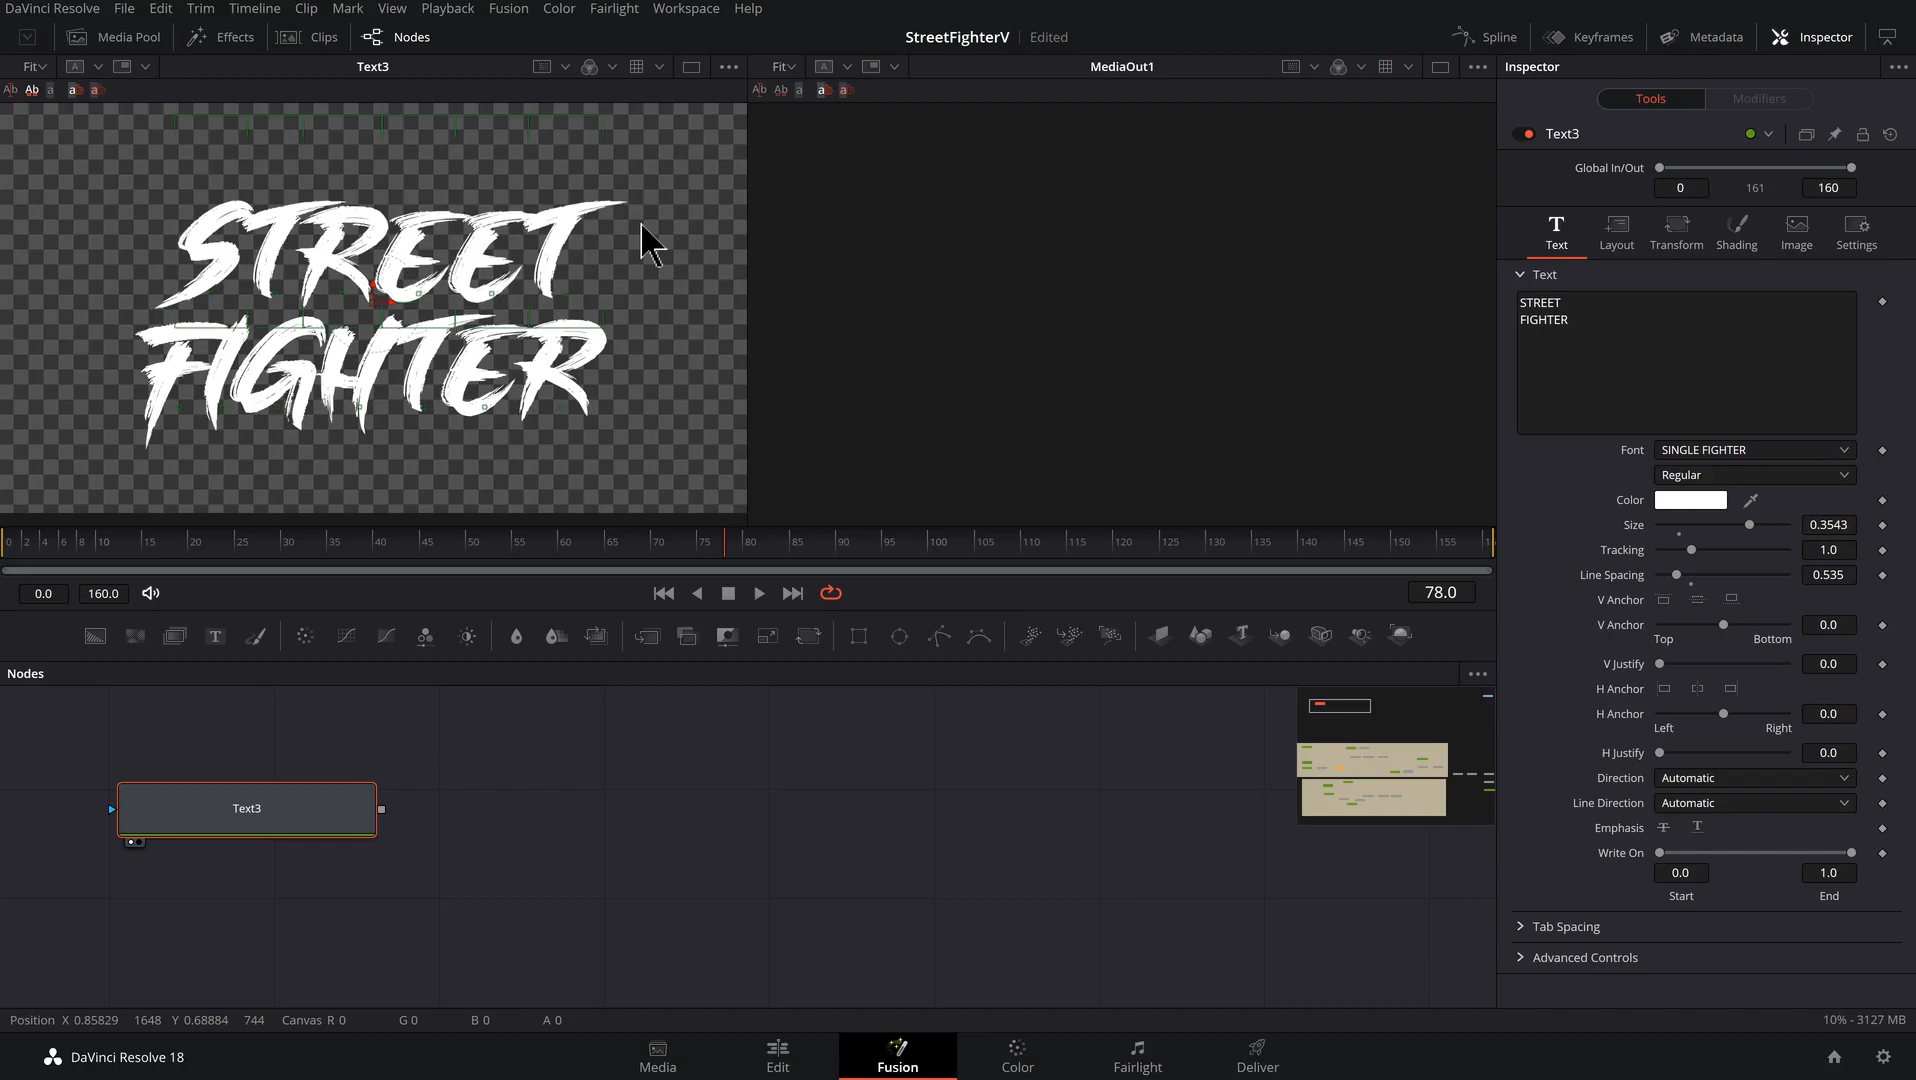 DaVinci Resolve File Edit Trim Timeline Clip Mark View Playback Fusion Color Fairlight Workspace Help
Media Pool Effects Clips Nodes StreetFighterV Edited Spline Keyframes Metadata Inspector
Fit Text3 Fit MediaOut1 Inspector
Tools Modifiers
Text3
Global In/Out
0 161 160
Text Layout Transform Shading Image Settings
Text
STREET
FIGHTER
STREET
FIGHTER
Font SINGLE FIGHTER
Regular
Color
Size 0.3543
Tracking 1.0
Line Spacing 0.535
V Anchor
V Anchor 0.0
Top Bottom
V Justify 0.0
H Anchor
H Anchor 0.0
Left Right
H Justify 0.0
Direction Automatic
Line Direction Automatic
Emphasis
Write On
0.0 1.0
Start End
Tab Spacing
Advanced Controls
0 2 4 6 8 10 15 20 25 30 35 40 45 50 55 60 65 70 75 80 85 90 95 100 105 110 115 120 125 130 135 140 145 150 155
0.0 160.0 78.0
Nodes
Text3
Position X 0.85829 1648 Y 0.68884 744 Canvas R 0 G 0 B 0 A 0 10% - 3127 MB
DaVinci Resolve 18 Media Edit Fusion Color Fairlight Deliver